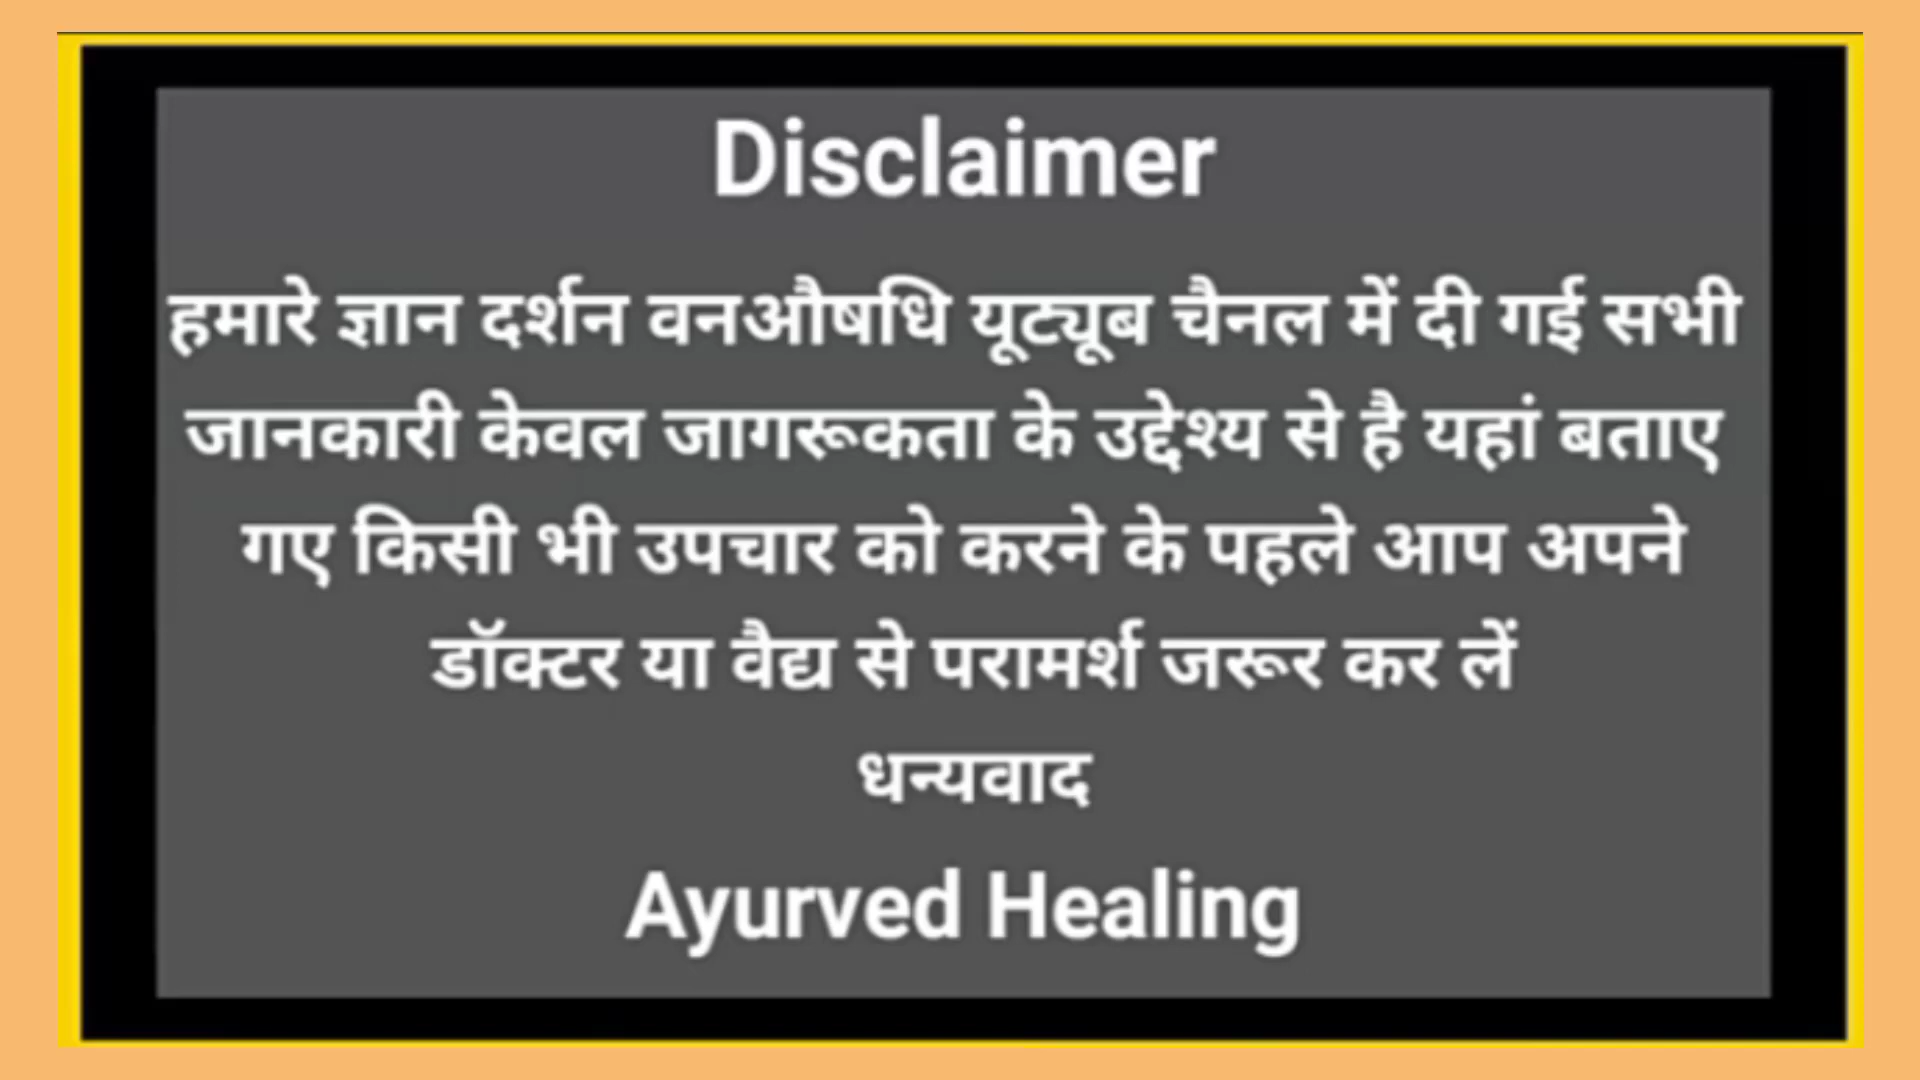 Disclaimer
हमारे ज्ञान दर्शन वनऔषधि यूट्यूब चैनल में दी गई सभी
जानकारी केवल जागरूकता के उद्देश्य से है यहां बताए
गए किसी भी उपचार को करने के पहले आप अपने
डॉक्टर या वैद्य से परामर्श जरूर कर लें
धन्यवाद
Ayurved Healing